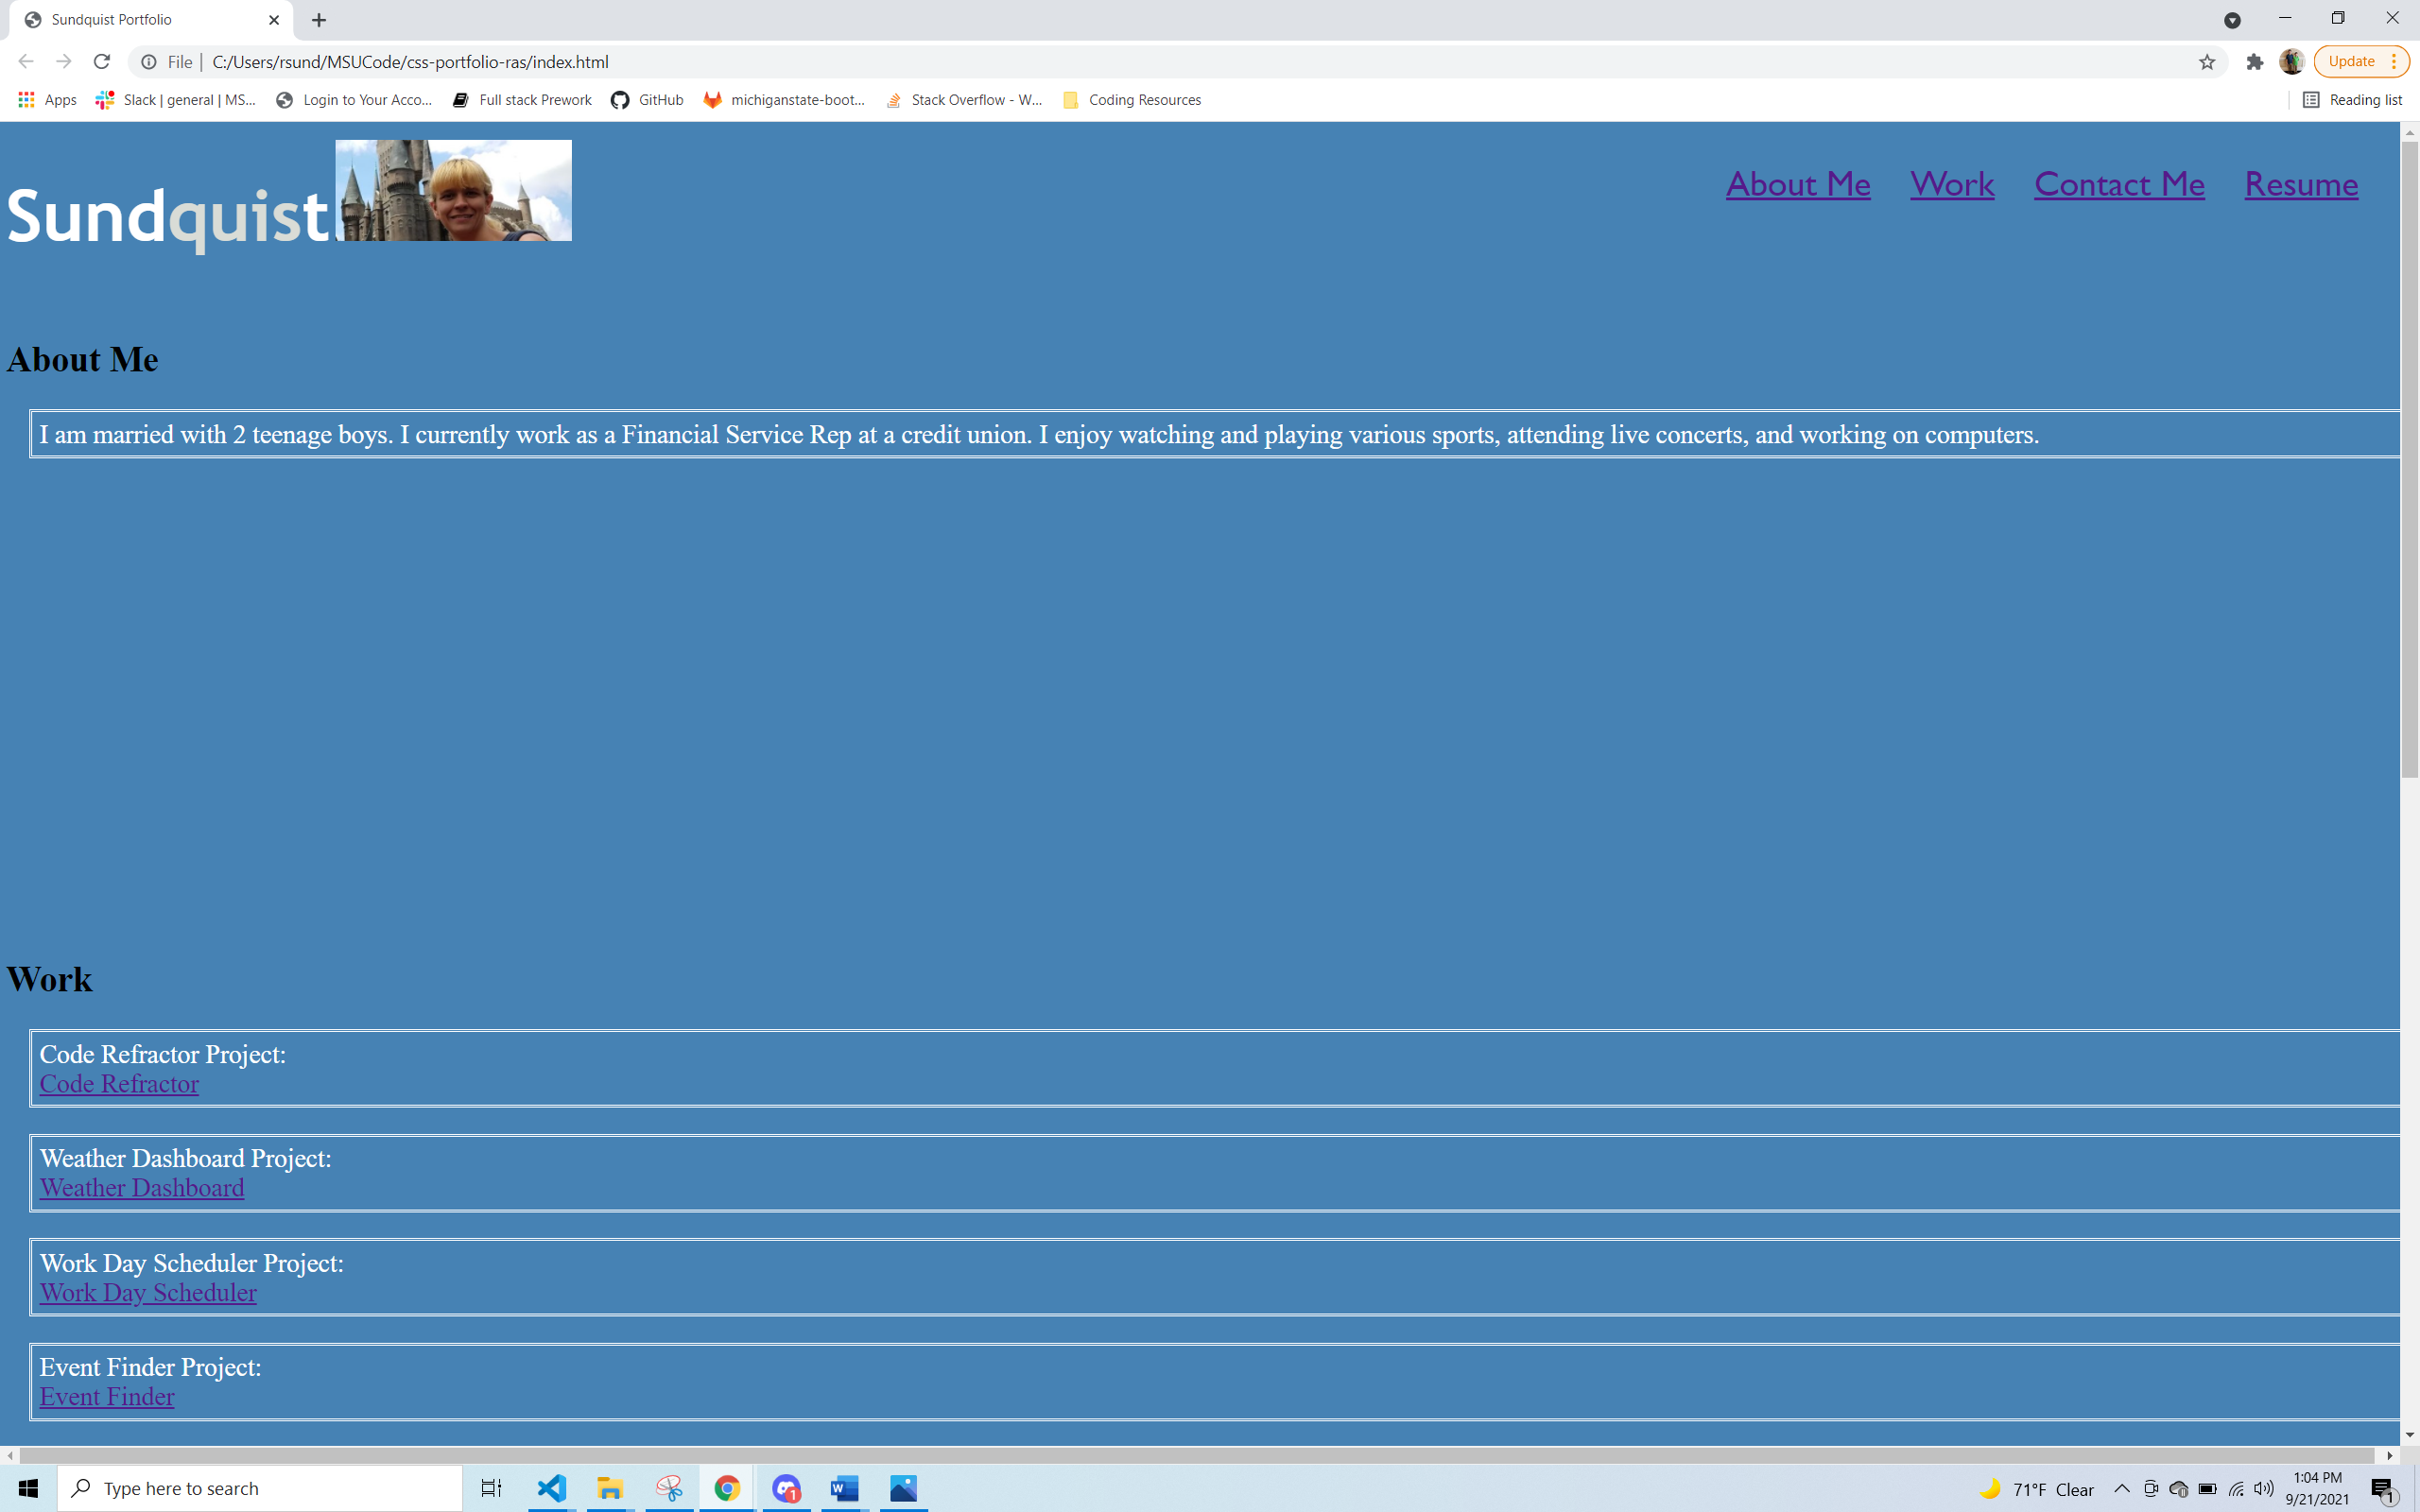 Sundquist Portfolio
File | C:/Users/rsund/MSUCode/css-portfolio-ras/index.html
Update
Apps Slack | general | MS... Login to Your Acco... Full stack Prework GitHub michiganstate-boot... Stack Overflow - W... Coding Resources Reading list
Sundquist
About Me Work Contact Me Resume
About Me
I am married with 2 teenage boys. I currently work as a Financial Service Rep at a credit union. I enjoy watching and playing various sports, attending live concerts, and working on computers.
Work
Code Refractor Project:
Code Refractor
Weather Dashboard Project:
Weather Dashboard
Work Day Scheduler Project:
Work Day Scheduler
Event Finder Project:
Event Finder
Type here to search
1
W
71°F Clear
1:04 PM
9/21/2021
1